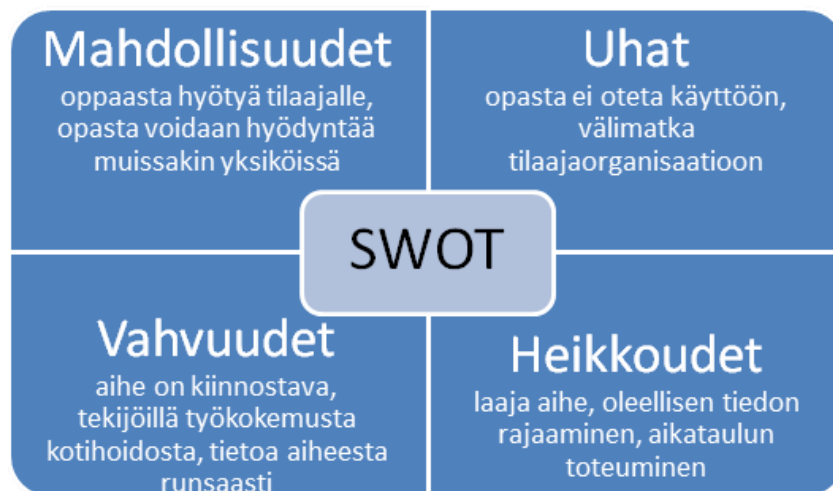 Mahdollisuudet
oppaasta hyötyä tilaajalle,
opasta voidaan hyödyntää
muissakin yksiköissä
Uhat
opasta ei oteta käyttöön,
välimatka
tilaajaorganisaatioon
SWOT
Vahvuudet
aihe on kiinnostava,
tekijöillä työkokemusta
kotihoidosta, tietoa aiheesta
runsaasti
Heikkoudet
laaja aihe, oleellisen tiedon
rajaaminen, aikataulun
toteuminen